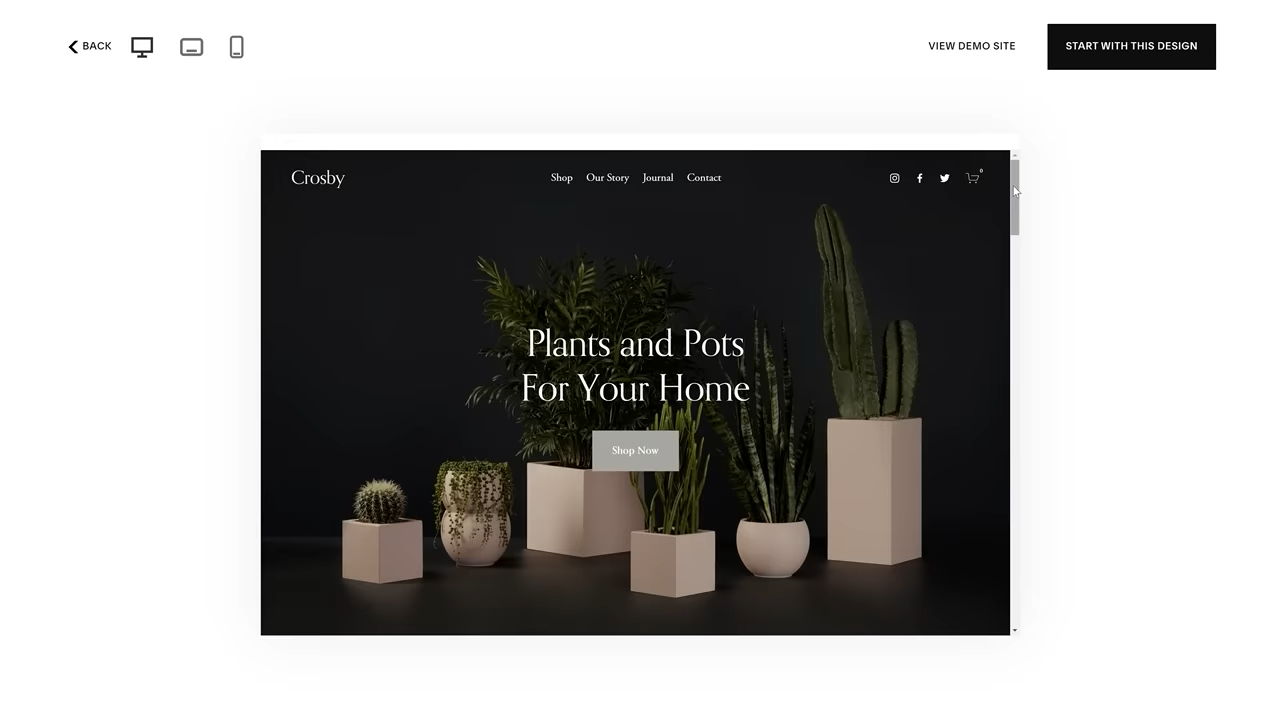 BACK
VIEW DEMO SITE
START WITH THIS DESIGN
Crosby
Shop Our Story Journal Contact
0
Plants and Pots
For Your Home
Shop Now